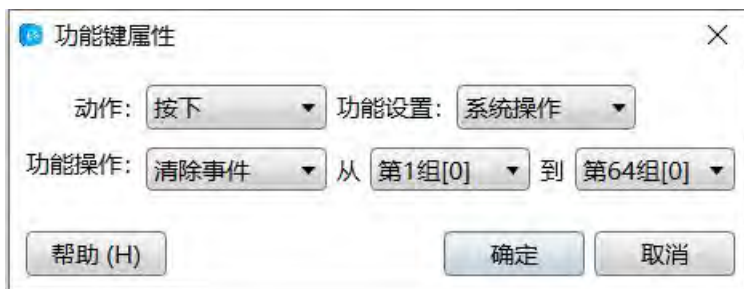 功能键属性
动作： 按下 功能设置： 系统操作
功能操作： 清除事件 从 第1组[0] 到 第64组[0]
帮助 (H) 确定 取消